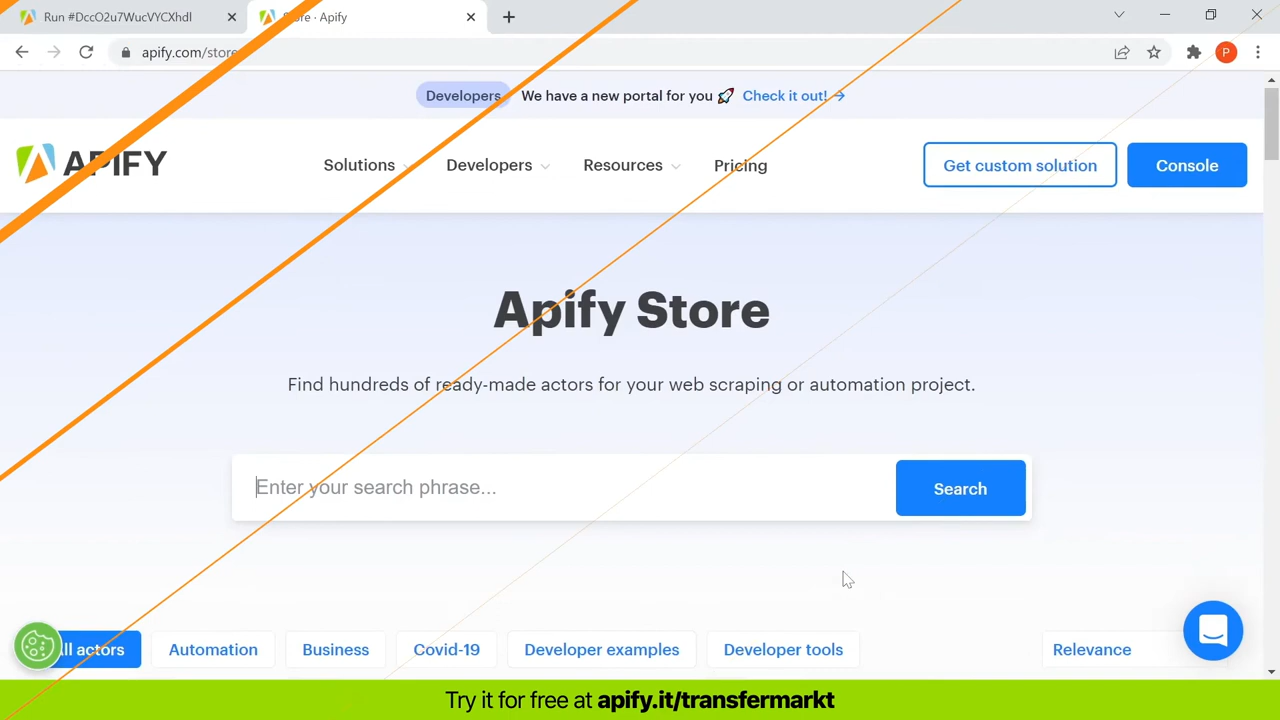 Run #DccO2u7WucVYCXhdl
Store · Apify
apify.com/store
Developers We have a new portal for you 🚀 Check it out! →
APIFY
Solutions
Developers
Resources
Pricing
Get custom solution
Console
Apify Store
Find hundreds of ready-made actors for your web scraping or automation project.
Enter your search phrase...
Search
All actors
Automation
Business
Covid-19
Developer examples
Developer tools
Relevance
Try it for free at apify.it/transfermarkt